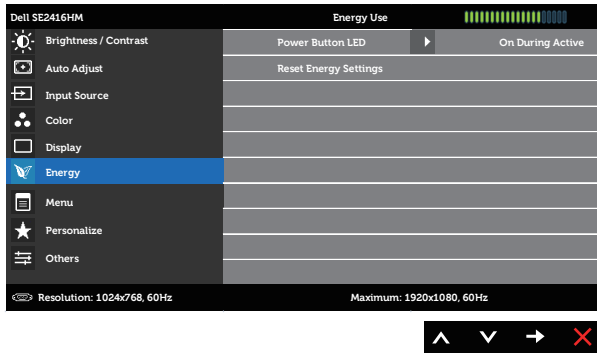 Dell SE2416HM Energy Use
Brightness / Contrast
Power Button LED On During Active
Auto Adjust
Reset Energy Settings
Input Source
Color
Display
Energy
Menu
Personalize
Others
Resolution: 1024x768, 60Hz Maximum: 1920x1080, 60Hz